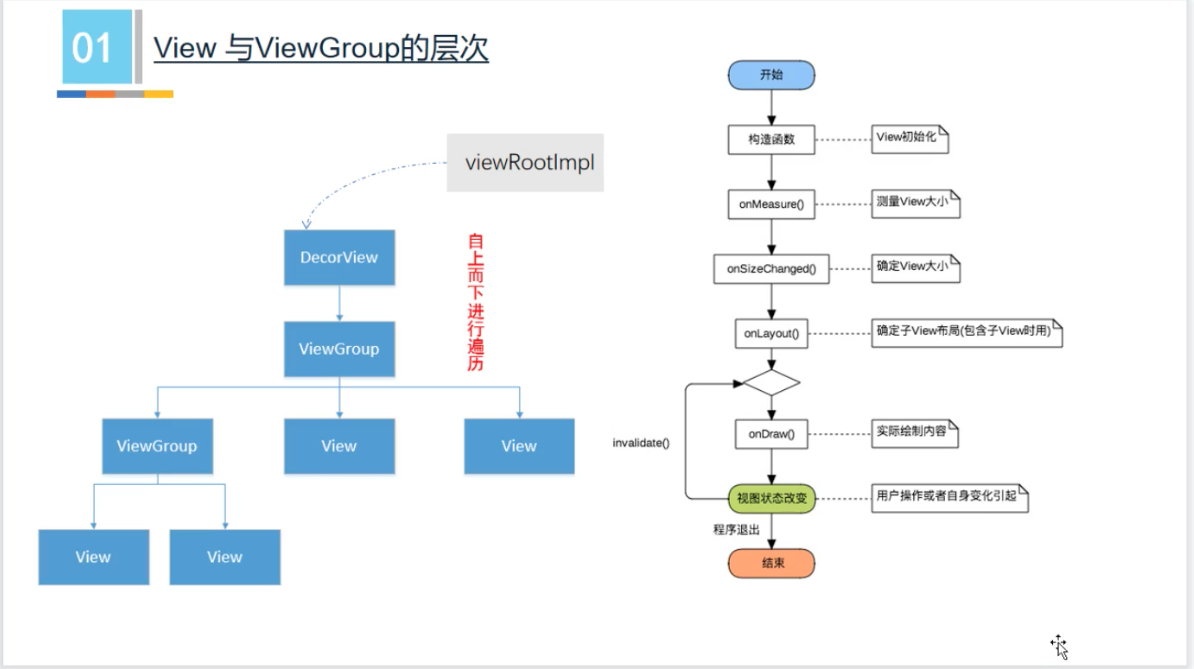 01
View 与ViewGroup的层次
viewRootImpl
DecorView
ViewGroup
自上而下进行遍历
ViewGroup
View
View
View
View
开始
构造函数
View初始化
onMeasure()
测量View大小
onSizeChanged()
确定View大小
onLayout()
确定子View布局(包含子View时用)
invalidate()
onDraw()
实际绘制内容
视图状态改变
用户操作或者自身变化引起
程序退出
结束